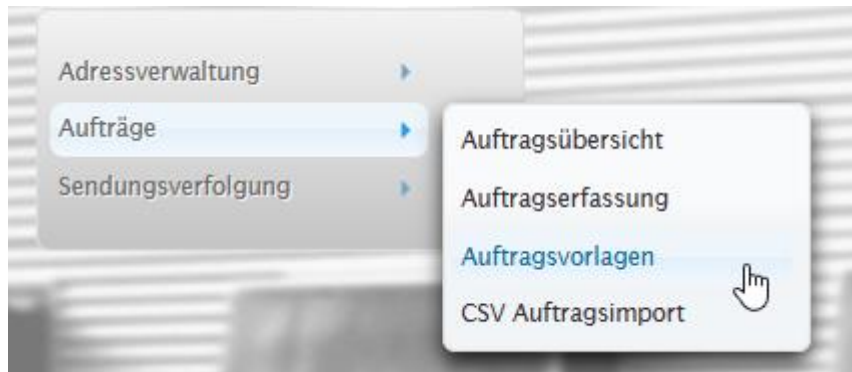 Adressverwaltung
Aufträge
Sendungsverfolgung
Auftragsübersicht
Auftragserfassung
Auftragsvorlagen
CSV Auftragsimport